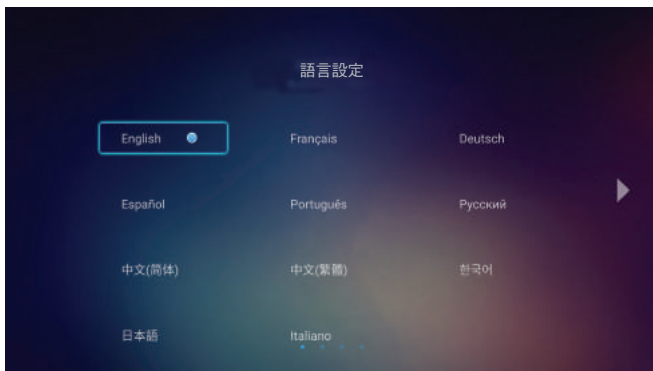 語言設定
English Français Deutsch
Español Português Русский
中文(简体) 中文(繁體) 한국어
日本語 Italiano